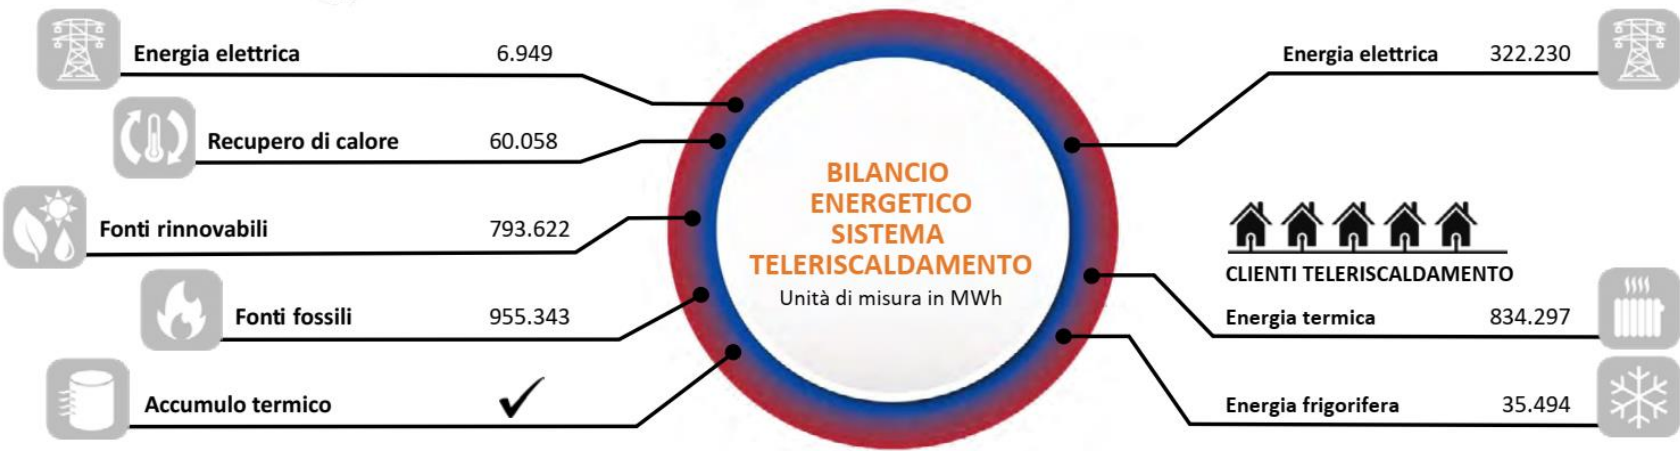 Energia elettrica 6.949
Recupero di calore 60.058
Fonti rinnovabili 793.622
Fonti fossili 955.343
Accumulo termico ✓
BILANCIO
ENERGETICO
SISTEMA
TELERISCALDAMENTO
Unità di misura in MWh
Energia elettrica 322.230
CLIENTI TELERISCALDAMENTO
Energia termica 834.297
Energia frigorifera 35.494